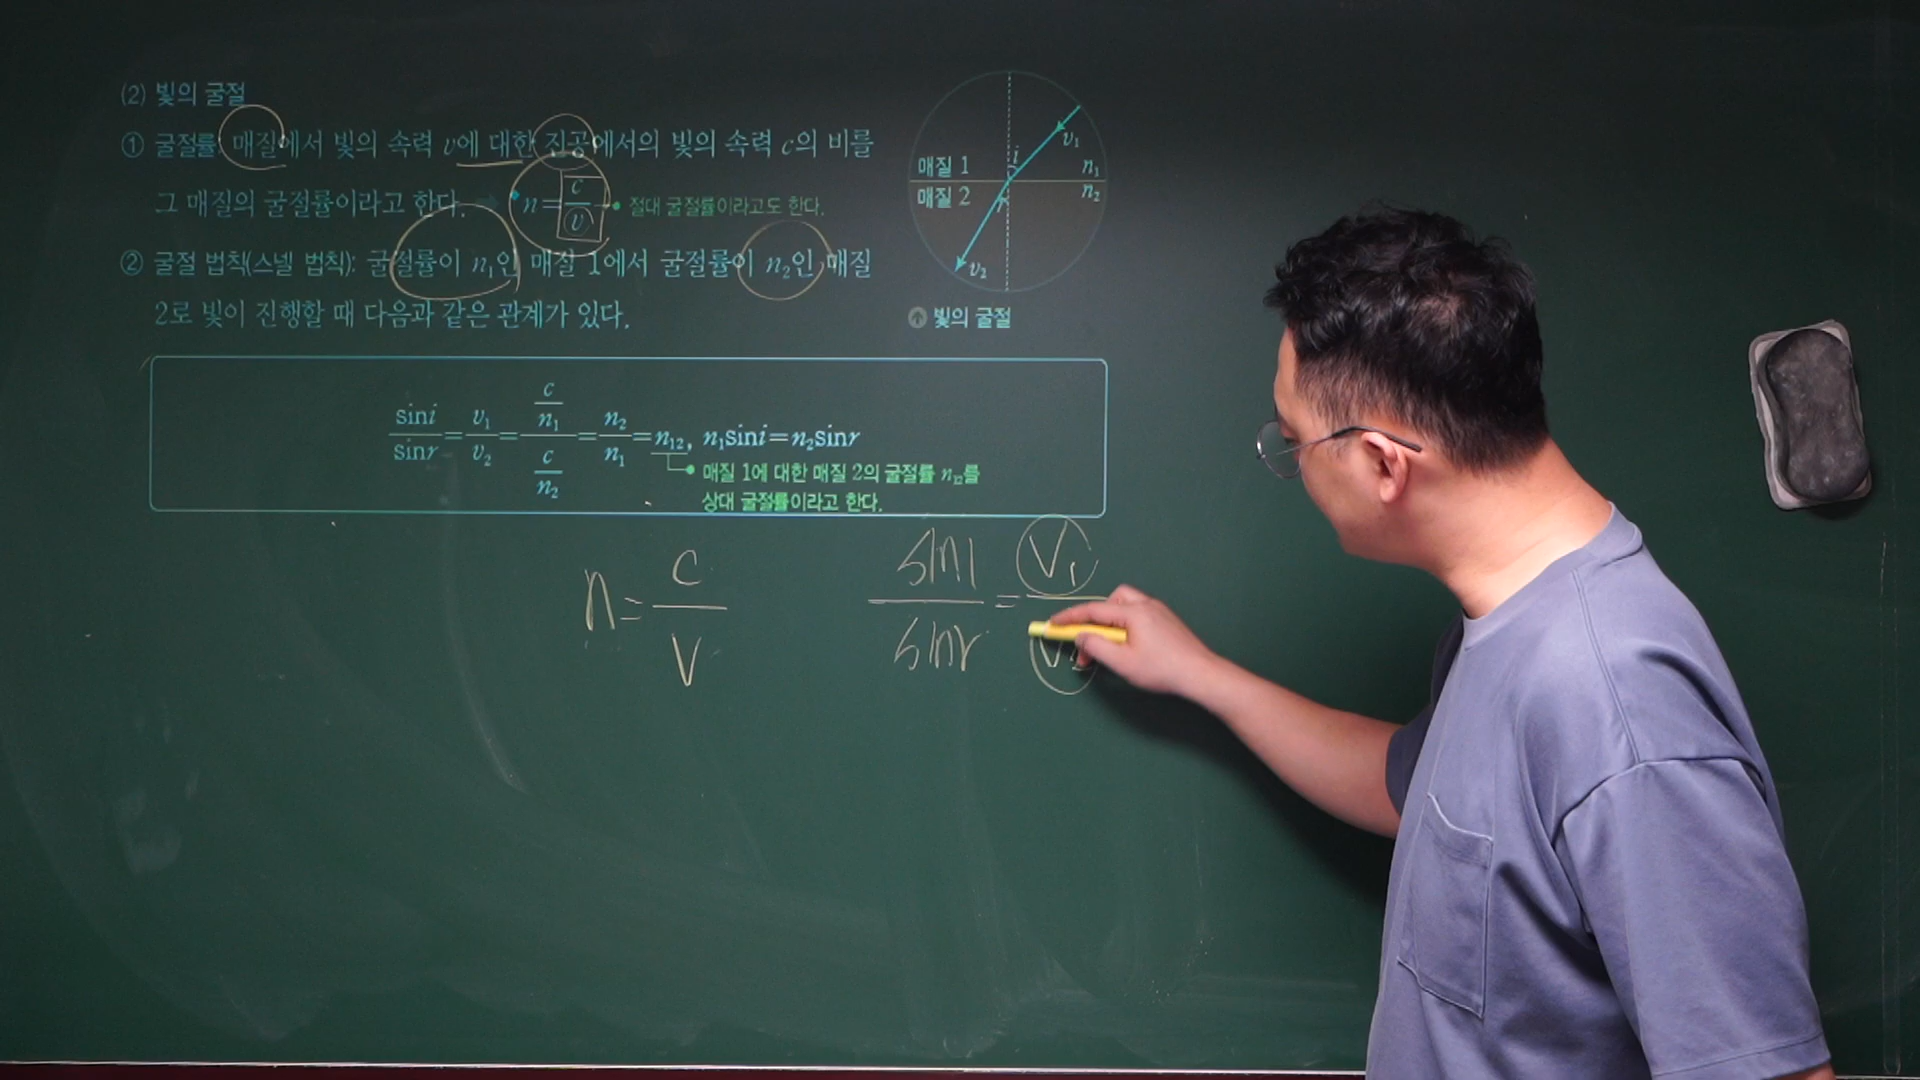 (2) 빛의 굴절
① 굴절률: 매질에서 빛의 속력 v에 대한 진공에서의 빛의 속력 c의 비를
그 매질의 굴절률이라고 한다. ➡ n=c/v
절대 굴절률이라고도 한다.
② 굴절 법칙(스넬 법칙): 굴절률이 n₁인 매질 1에서 굴절률이 n₂인 매질
2로 빛이 진행할 때 다음과 같은 관계가 있다.
매질 1
매질 2
i
r
v₁
n₁
n₂
v₂
빛의 굴절
sini/sinr=v₁/v₂=(c/n₁)/(c/n₂)=n₂/n₁=n₁₂, n₁sini=n₂sinr
매질 1에 대한 매질 2의 굴절률 n₁₂를
상대 굴절률이라고 한다.
n=c/v
sini/sinr=V₁/V₂